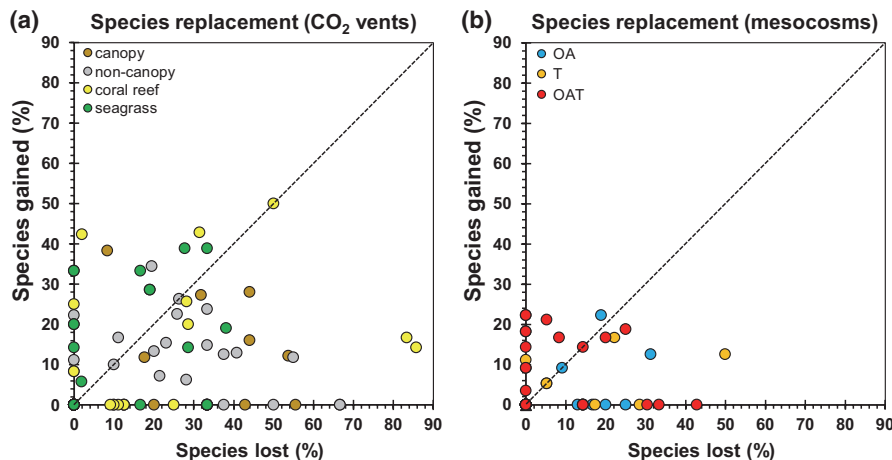 (a) Species replacement (CO₂ vents)
90
80
70
60
50
40
30
20
10
0
Species gained (%)
canopy
non-canopy
coral reef
seagrass
0 10 20 30 40 50 60 70 80 90
Species lost (%)
(b) Species replacement (mesocosms)
90
80
70
60
50
40
30
20
10
0
Species gained (%)
OA
T
OAT
0 10 20 30 40 50 60 70 80 90
Species lost (%)